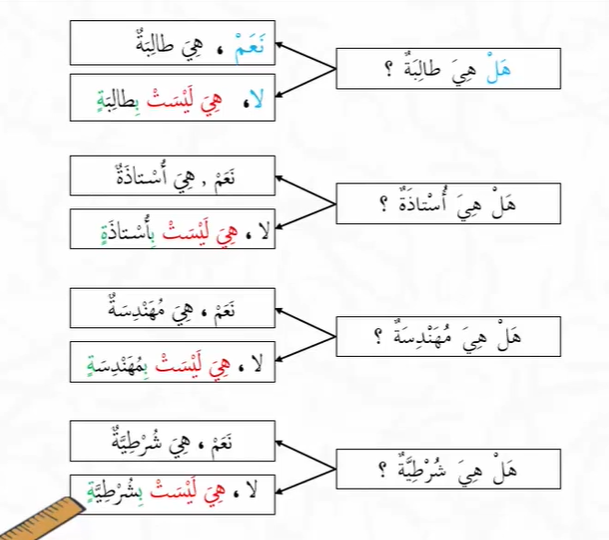 هَلْ هِيَ طالِبَةٌ ؟
نَعَمْ ، هِيَ طالِبَةٌ
لا، هِيَ لَيْسَتْ بِطالِبَةٍ
هَلْ هِيَ أُسْتاذَةٌ ؟
نَعَمْ , هِيَ أُسْتاذَةٌ
لا ، هِيَ لَيْسَتْ بِأُسْتاذَةٍ
هَلْ هِيَ مُهَنْدِسَةٌ ؟
نَعَمْ ، هِيَ مُهَنْدِسَةٌ
لا ، هِيَ لَيْسَتْ بِمُهَنْدِسَةٍ
هَلْ هِيَ شُرْطِيَّةٌ ؟
نَعَمْ ، هِيَ شُرْطِيَّةٌ
لا ، هِيَ لَيْسَتْ بِشُرْطِيَّةٍ